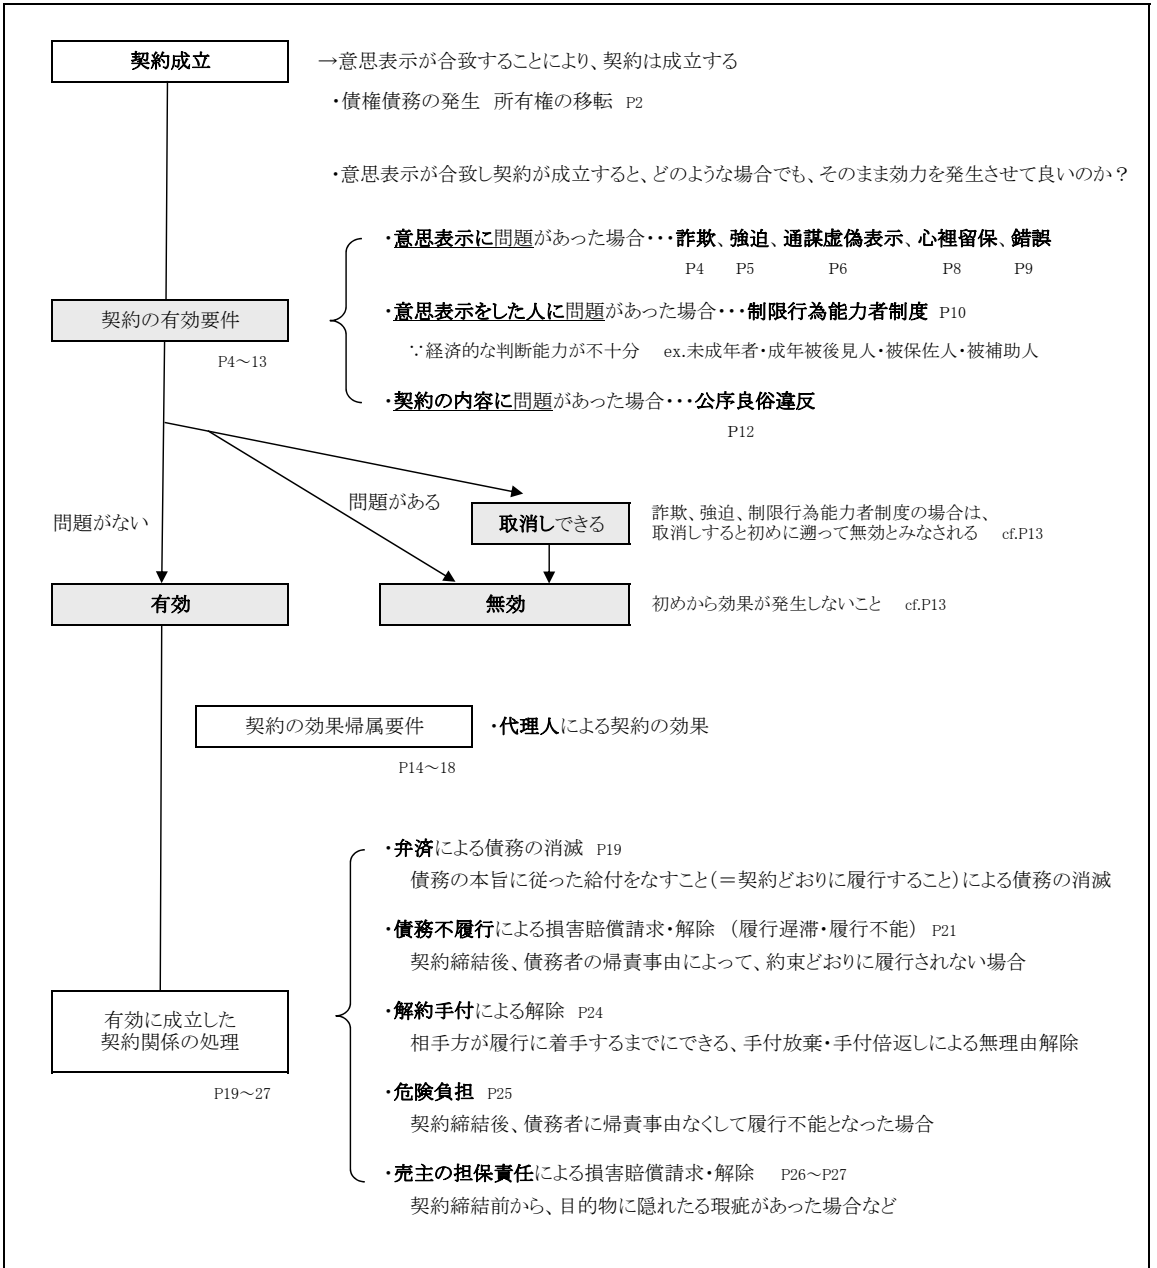 契約成立
→意思表示が合致することにより、契約は成立する
・債権債務の発生 所有権の移転 P2
・意思表示が合致し契約が成立すると、どのような場合でも、そのまま効力を発生させて良いのか？
・意思表示に問題があった場合・・・詐欺、強迫、通謀虚偽表示、心裡留保、錯誤
P4 P5 P6 P8 P9
契約の有効要件
P4～13
・意思表示をした人に問題があった場合・・・制限行為能力者制度 P10
∵経済的な判断能力が不十分 ex.未成年者・成年被後見人・被保佐人・被補助人
・契約の内容に問題があった場合・・・公序良俗違反
P12
問題がない
問題がある
取消しできる
詐欺、強迫、制限行為能力者制度の場合は、
取消しすると初めに遡って無効とみなされる cf.P13
有効
無効
初めから効果が発生しないこと cf.P13
契約の効果帰属要件
・代理人による契約の効果
P14～18
・弁済による債務の消滅 P19
債務の本旨に従った給付をなすこと（＝契約どおりに履行すること）による債務の消滅
・債務不履行による損害賠償請求・解除 （履行遅滞・履行不能） P21
契約締結後、債務者の帰責事由によって、約束どおりに履行されない場合
有効に成立した
契約関係の処理
P19～27
・解約手付による解除 P24
相手方が履行に着手するまでにできる、手付放棄・手付倍返しによる無理由解除
・危険負担 P25
契約締結後、債務者に帰責事由なくして履行不能となった場合
・売主の担保責任による損害賠償請求・解除 P26～P27
契約締結前から、目的物に隠れたる瑕疵があった場合など